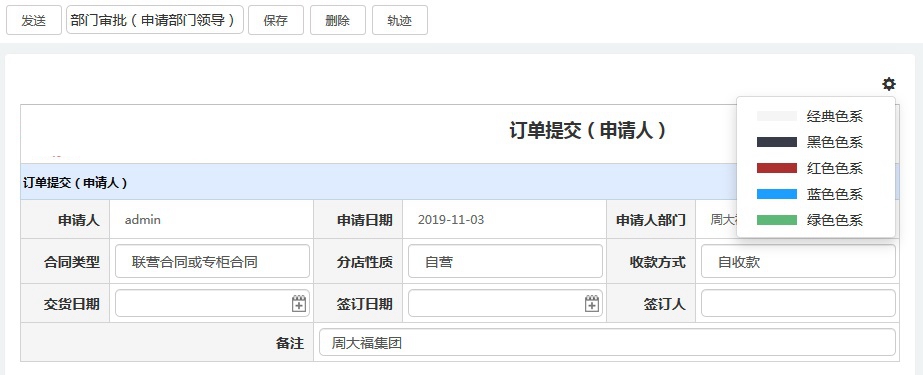 发送 部门审批（申请部门领导） 保存 删除 轨迹
订单提交（申请人）
经典色系
黑色色系
红色色系
蓝色色系
绿色色系
订单提交（申请人）
申请人 admin 申请日期 2019-11-03 申请人部门 周大
合同类型 联营合同或专柜合同 分店性质 自营 收款方式 自收款
交货日期 签订日期 签订人
备注 周大福集团